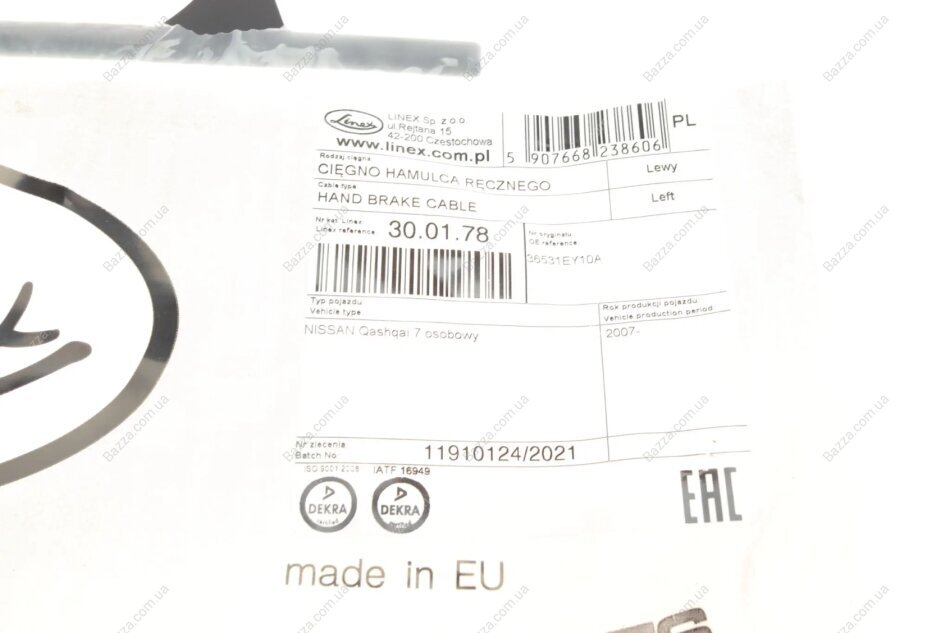 Linex
LINEX Sp. z o.o.
ul. Rejtana 15
42-200 Częstochowa
www.linex.com.pl
5 907668 238606
PL
Rodzaj cięgna
CIĘGNO HAMULCA RĘCZNEGO
Lewy
Cable type
HAND BRAKE CABLE
Left
Nr kat. Linex
Linex reference
30.01.78
Nr oryginału
OE reference
36531EY10A
Typ pojazdu
Vehicle type
Rok produkcji pojazdu
Vehicle production period
NISSAN Qashqai 7 osobowy
2007-
Nr zlecenia
Batch No
11910124/2021
ISO 9001:2008
IATF 16949
DEKRA
DEKRA
EAC
made in EU
Bazza.com.ua